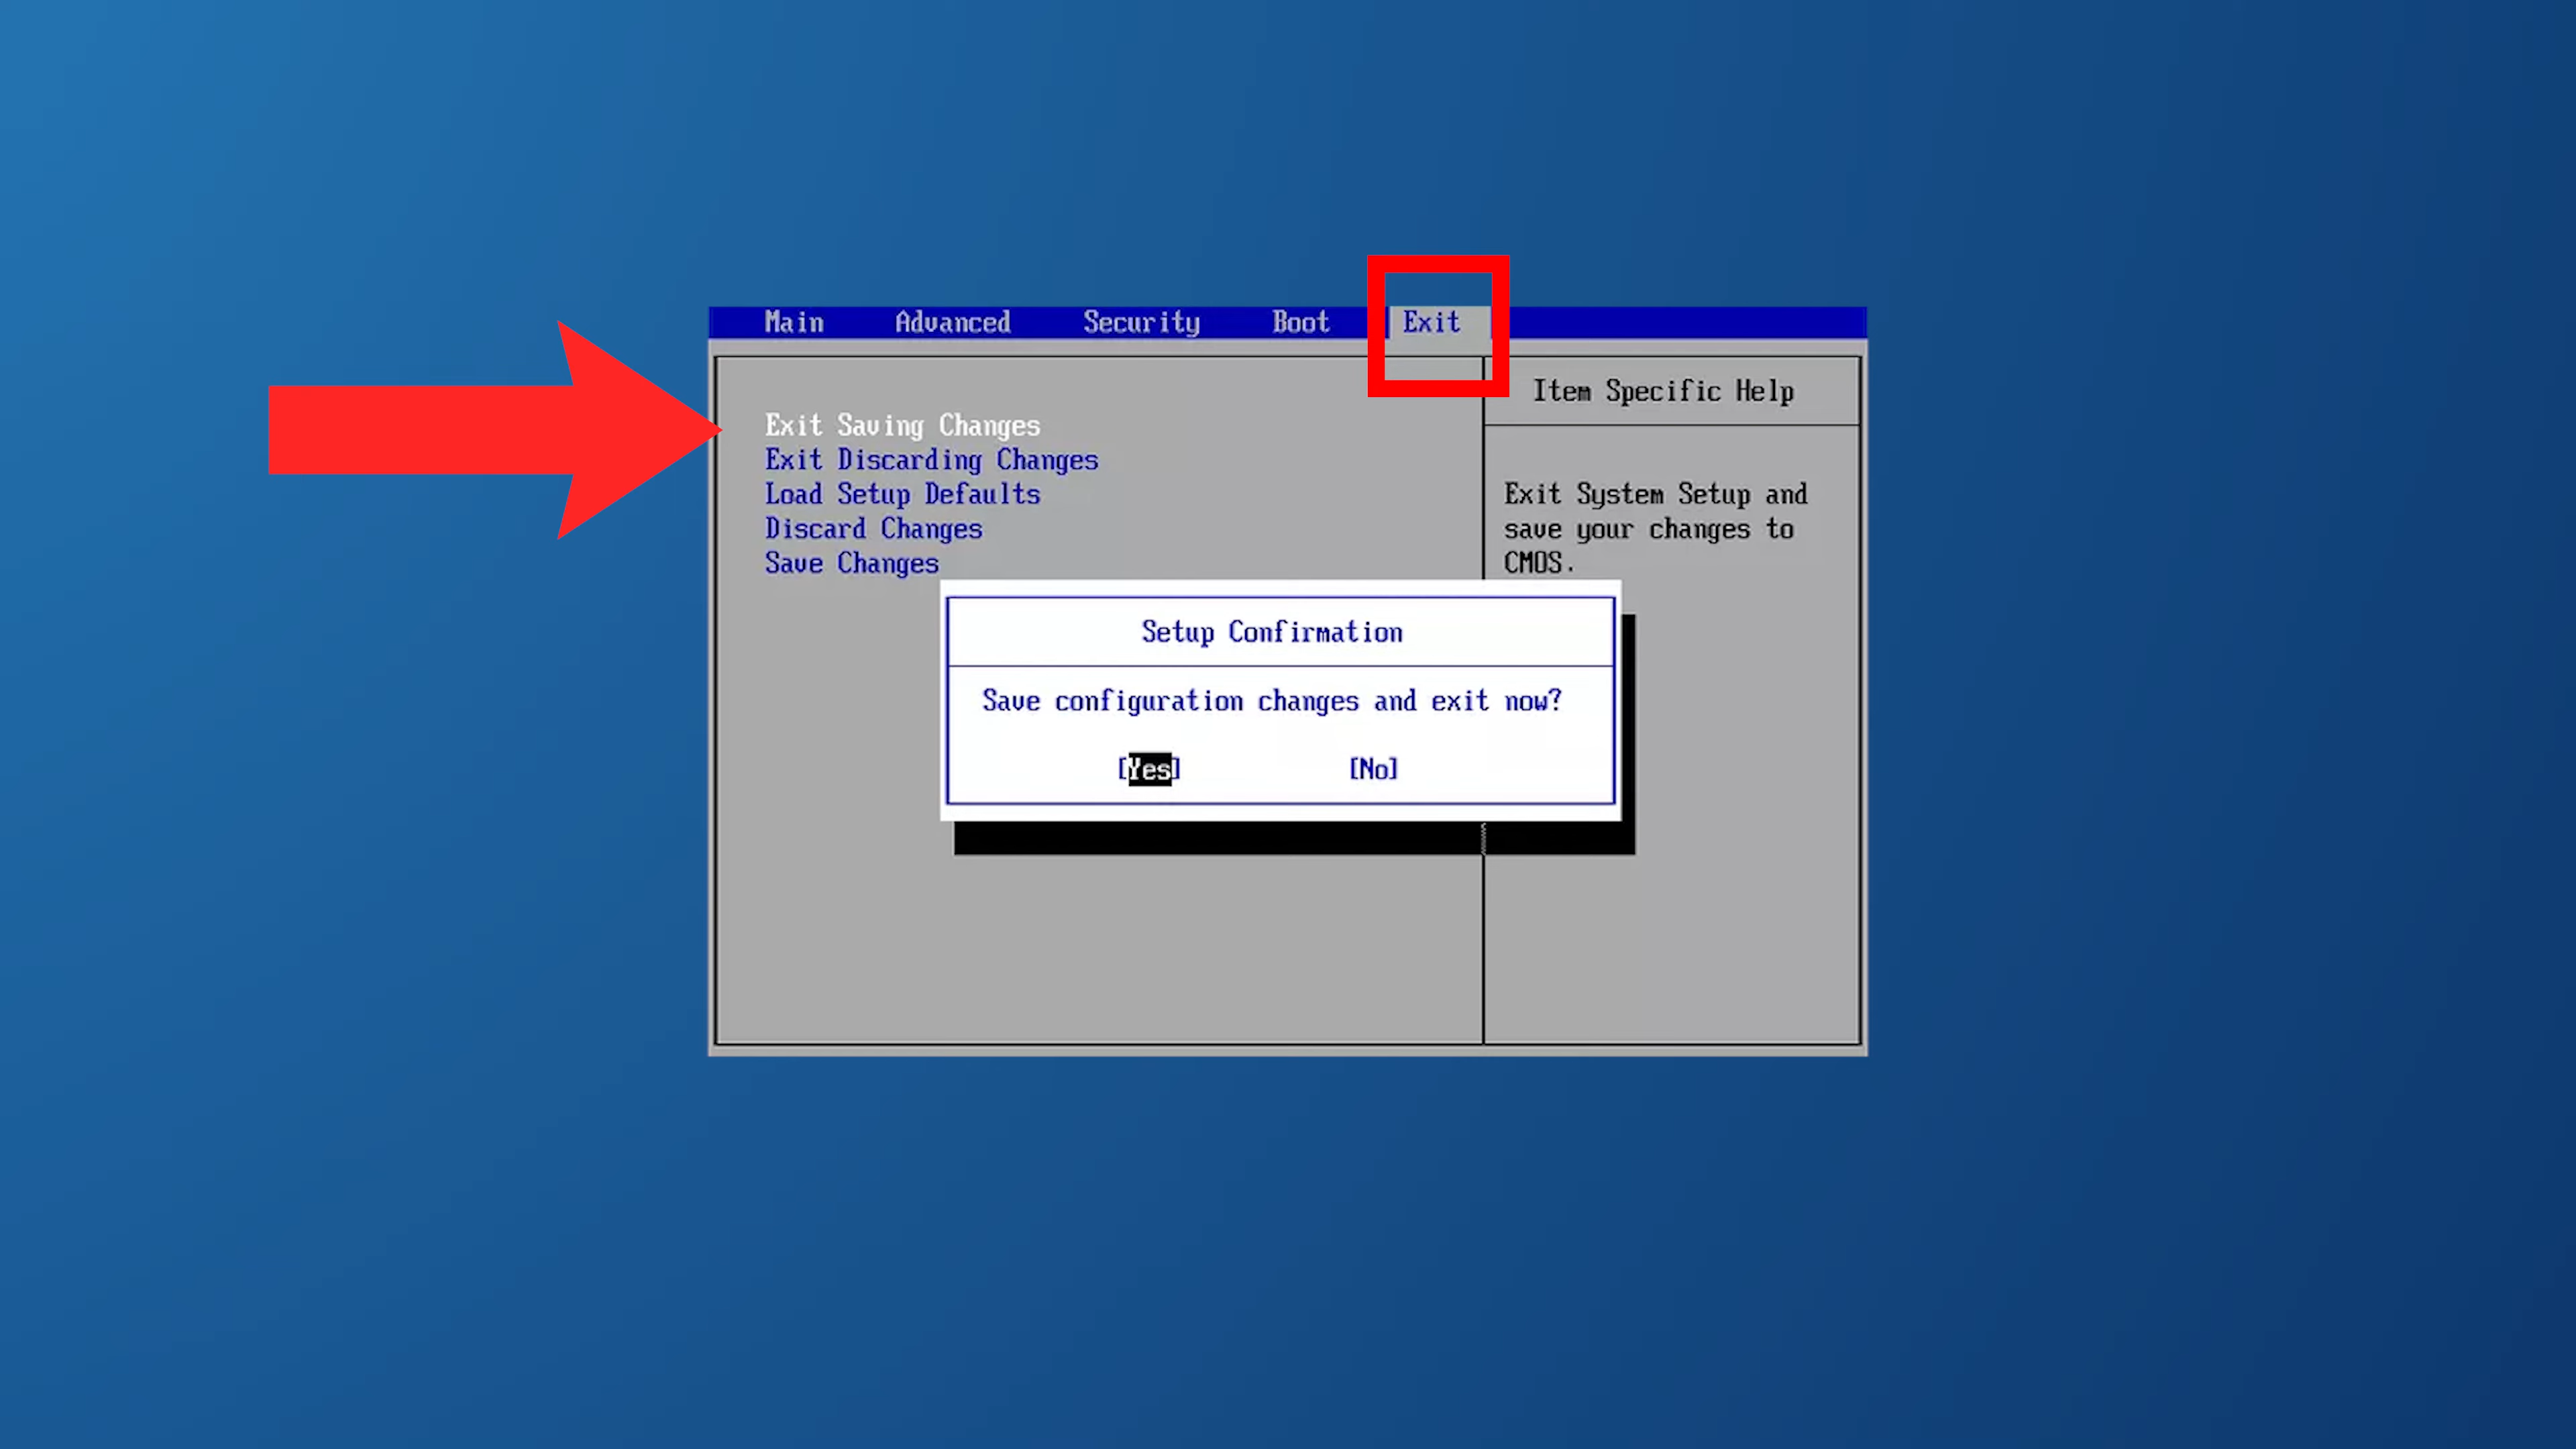 Main Advanced Security Boot Exit
Exit Saving Changes
Exit Discarding Changes
Load Setup Defaults
Discard Changes
Save Changes
Item Specific Help
Exit System Setup and
save your changes to
CMOS.
Setup Confirmation
Save configuration changes and exit now?
[Yes] [No]